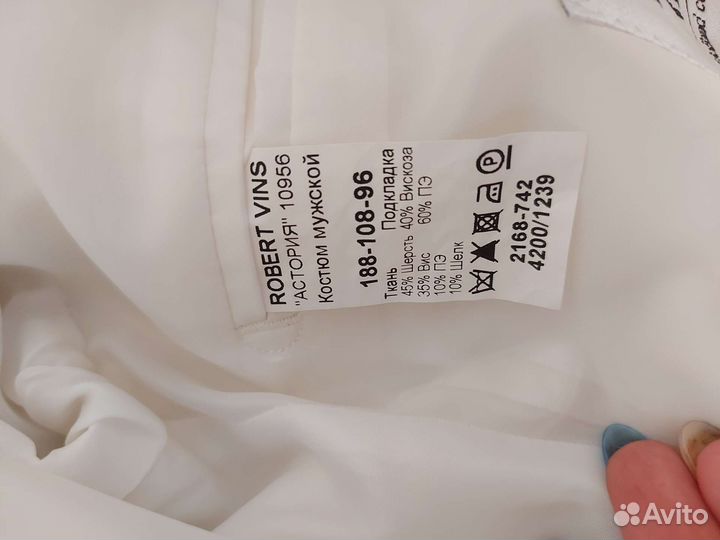 ROBERT VINS
"АСТОРИЯ" 10956
Костюм мужской
188-108-96
Ткань Подкладка
45% Шерсть 40% Вискоза
35% Вис 60% ПЭ
10% ПЭ
10% Шелк
P
2168-742
4200/1239
Avito